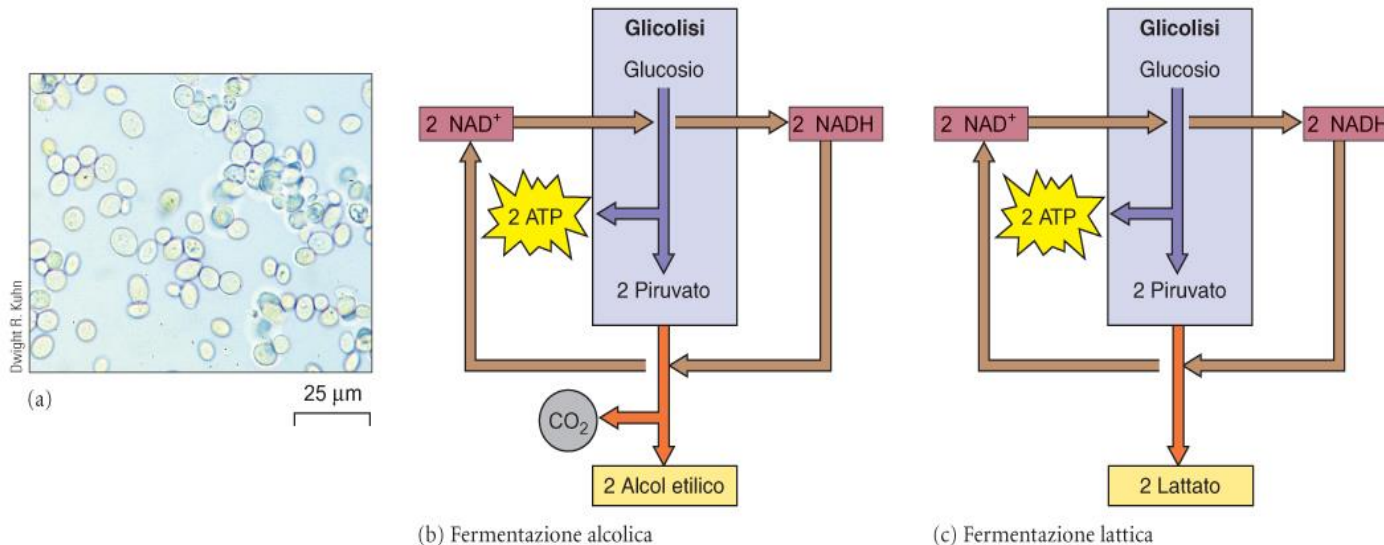 Dwight R. Kuhn
(a)
25 µm
Glicolisi
Glucosio
2 NAD⁺
2 NADH
2 ATP
2 Piruvato
CO₂
2 Alcol etilico
(b) Fermentazione alcolica
Glicolisi
Glucosio
2 NAD⁺
2 NADH
2 ATP
2 Piruvato
2 Lattato
(c) Fermentazione lattica